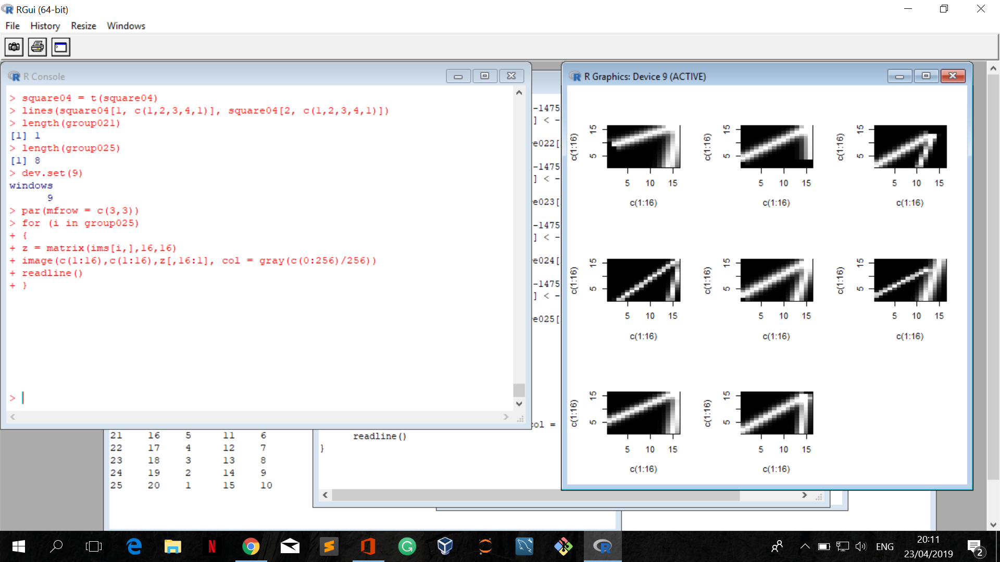 RGui (64-bit)
File History Resize Windows
R Console
> square04 = t(square04)
> lines(square04[1, c(1,2,3,4,1)], square04[2, c(1,2,3,4,1)])
> length(group021)
[1] 1
> length(group025)
[1] 8
> dev.set(9)
windows
9
> par(mfrow = c(3,3))
> for (i in group025)
+ {
+ z = matrix(ims[i,],16,16)
+ image(c(1:16),c(1:16),z[,16:1], col = gray(c(0:256)/256))
+ readline()
+ }
>
-1475
] < -
e022[
-1475
] < -
e023[
-1475
] < -
e024[
-1475
] < -
e025[
col =
readline()
}
21 16 5 11 6
22 17 4 12 7
23 18 3 13 8
24 19 2 14 9
25 20 1 15 10
R Graphics: Device 9 (ACTIVE)
c(1:16) 5 15 c(1:16) 5 15 c(1:16) 5 15
5 10 15 5 10 15 5 10 15
c(1:16) c(1:16) c(1:16)
c(1:16) 5 15 c(1:16) 5 15 c(1:16) 5 15
5 10 15 5 10 15 5 10 15
c(1:16) c(1:16) c(1:16)
c(1:16) 5 15 c(1:16) 5 15
5 10 15 5 10 15
c(1:16) c(1:16)
ENG
20:11
23/04/2019
2